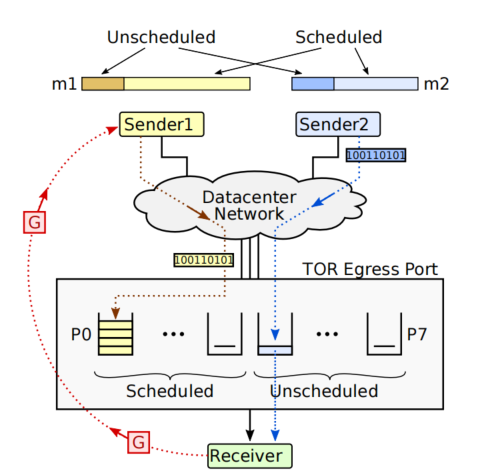 Unscheduled Scheduled
m1 m2
Sender1 Sender2
100110101
Datacenter
Network
G
100110101
TOR Egress Port
P0 ••• ••• P7
Scheduled Unscheduled
G
Receiver